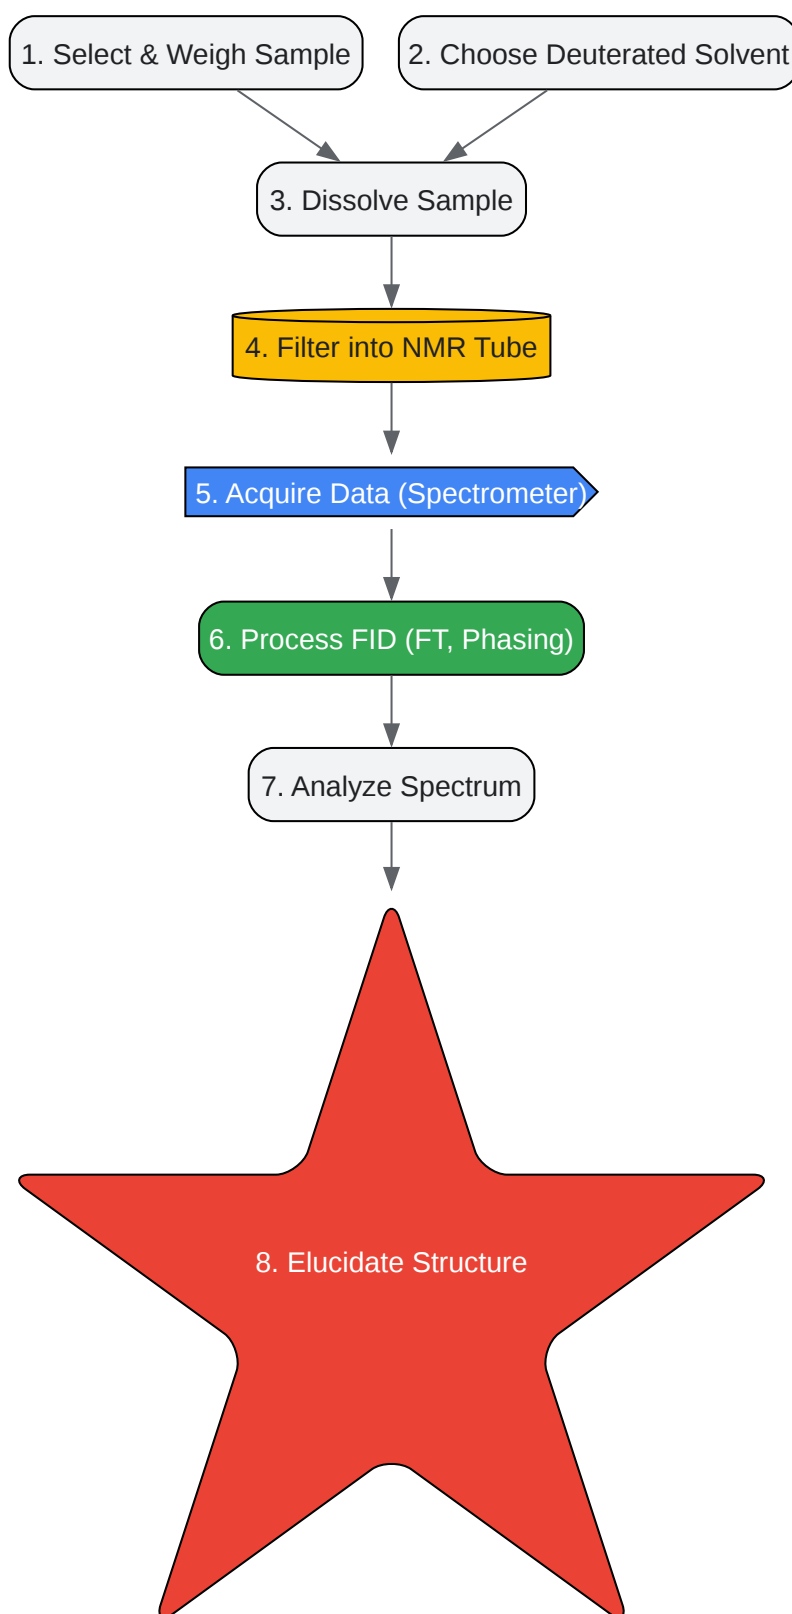 1. Select & Weigh Sample
2. Choose Deuterated Solvent
3. Dissolve Sample
4. Filter into NMR Tube
5. Acquire Data (Spectrometer)
6. Process FID (FT, Phasing)
7. Analyze Spectrum
8. Elucidate Structure